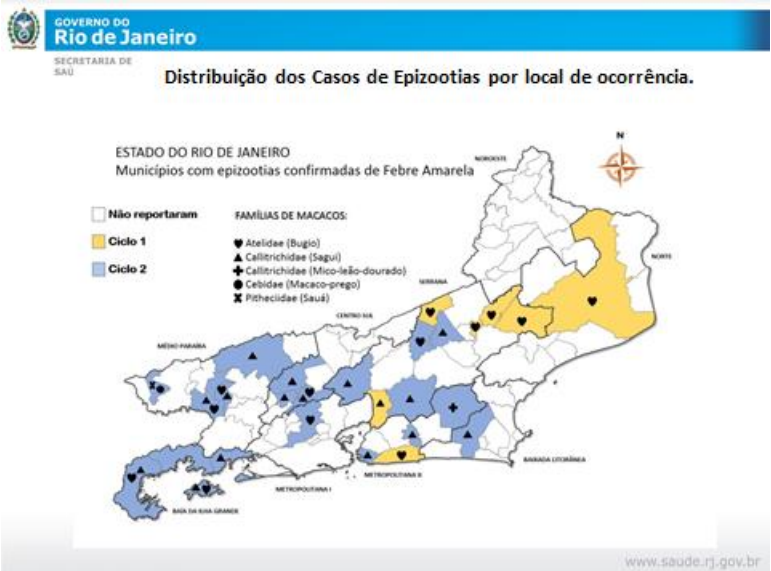 GOVERNO DO
Rio de Janeiro
SECRETARIA DE
SAÚ
Distribuição dos Casos de Epizootias por local de ocorrência.
ESTADO DO RIO DE JANEIRO
Municípios com epizootias confirmadas de Febre Amarela
N
NOROESTE
Não reportaram
Ciclo 1
Ciclo 2
FAMÍLIAS DE MACACOS:
Atelidae (Bugio)
Callitrichidae (Sagui)
Callitrichidae (Mico-leão-dourado)
Cebidae (Macaco-prego)
Pitheciidae (Sauá)
NORTE
SERRANA
CENTRO SUL
MÉDIO PARAÍBA
BAIXADA LITORÂNEA
METROPOLITANA II
METROPOLITANA I
BAÍA DA ILHA GRANDE
www.saude.rj.gov.br